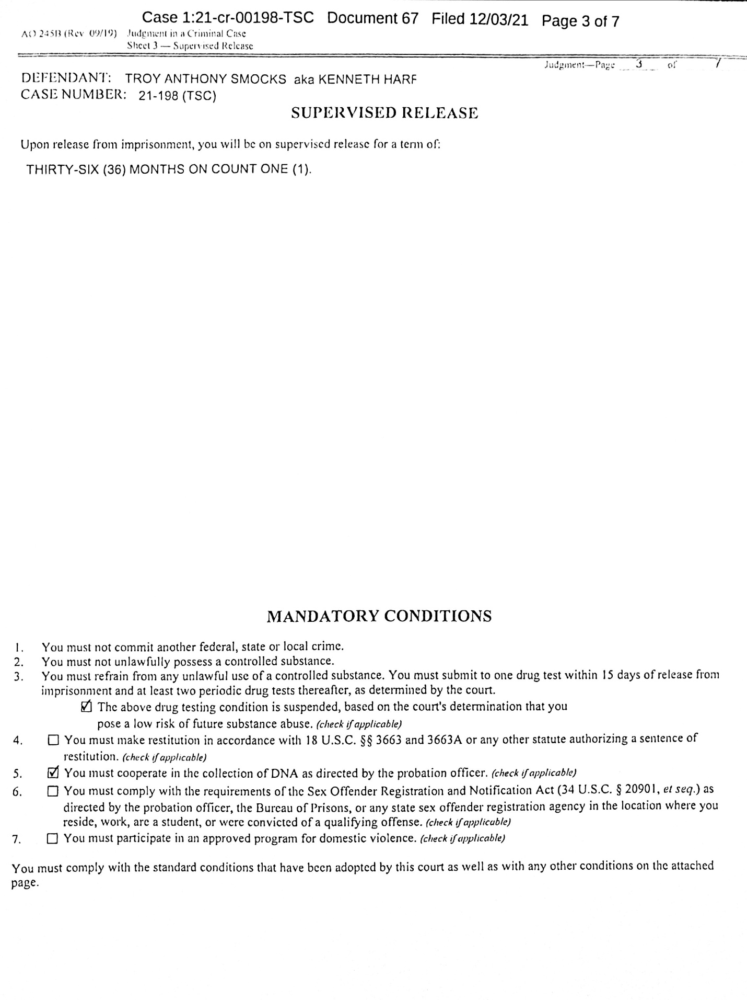 Case 1:21-cr-00198-TSC Document 67 Filed 12/03/21 Page 3 of 7
AO 245B (Rev 09/19) Judgment in a Criminal Case
Sheet 3 — Supervised Release
Judgment—Page 3 of 7
DEFENDANT: TROY ANTHONY SMOCKS aka KENNETH HARF
CASE NUMBER: 21-198 (TSC)
SUPERVISED RELEASE
Upon release from imprisonment, you will be on supervised release for a term of:
THIRTY-SIX (36) MONTHS ON COUNT ONE (1).
MANDATORY CONDITIONS
1. You must not commit another federal, state or local crime.
2. You must not unlawfully possess a controlled substance.
3. You must refrain from any unlawful use of a controlled substance. You must submit to one drug test within 15 days of release from
imprisonment and at least two periodic drug tests thereafter, as determined by the court.
☑ The above drug testing condition is suspended, based on the court's determination that you
pose a low risk of future substance abuse. (check if applicable)
4. ☐ You must make restitution in accordance with 18 U.S.C. §§ 3663 and 3663A or any other statute authorizing a sentence of
restitution. (check if applicable)
5. ☑ You must cooperate in the collection of DNA as directed by the probation officer. (check if applicable)
6. ☐ You must comply with the requirements of the Sex Offender Registration and Notification Act (34 U.S.C. § 20901, et seq.) as
directed by the probation officer, the Bureau of Prisons, or any state sex offender registration agency in the location where you
reside, work, are a student, or were convicted of a qualifying offense. (check if applicable)
7. ☐ You must participate in an approved program for domestic violence. (check if applicable)
You must comply with the standard conditions that have been adopted by this court as well as with any other conditions on the attached
page.